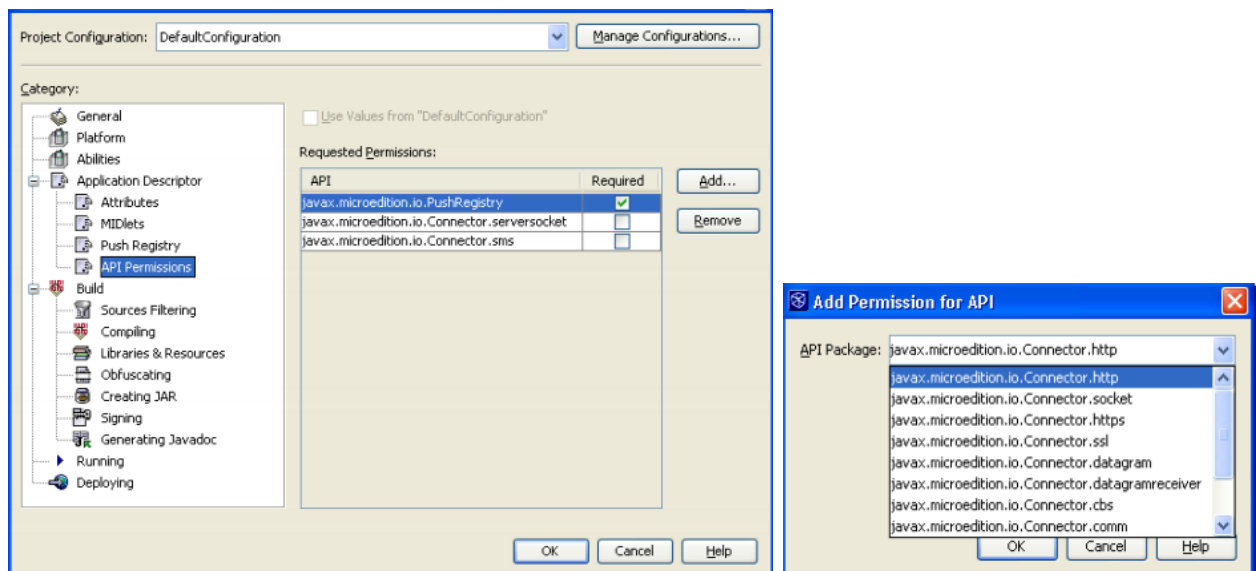 Project Configuration: DefaultConfiguration Manage Configurations...
Category:
General
Platform
Abilities
Application Descriptor
Attributes
MIDlets
Push Registry
API Permissions
Build
Sources Filtering
Compiling
Libraries & Resources
Obfuscating
Creating JAR
Signing
Generating Javadoc
Running
Deploying
Use Values from "DefaultConfiguration"
Requested Permissions:
API Required
javax.microedition.io.PushRegistry
javax.microedition.io.Connector.serversocket
javax.microedition.io.Connector.sms
Add...
Remove
OK Cancel Help
Add Permission for API
API Package: javax.microedition.io.Connector.http
javax.microedition.io.Connector.http
javax.microedition.io.Connector.socket
javax.microedition.io.Connector.https
javax.microedition.io.Connector.ssl
javax.microedition.io.Connector.datagram
javax.microedition.io.Connector.datagramreceiver
javax.microedition.io.Connector.cbs
javax.microedition.io.Connector.comm
OK Cancel Help